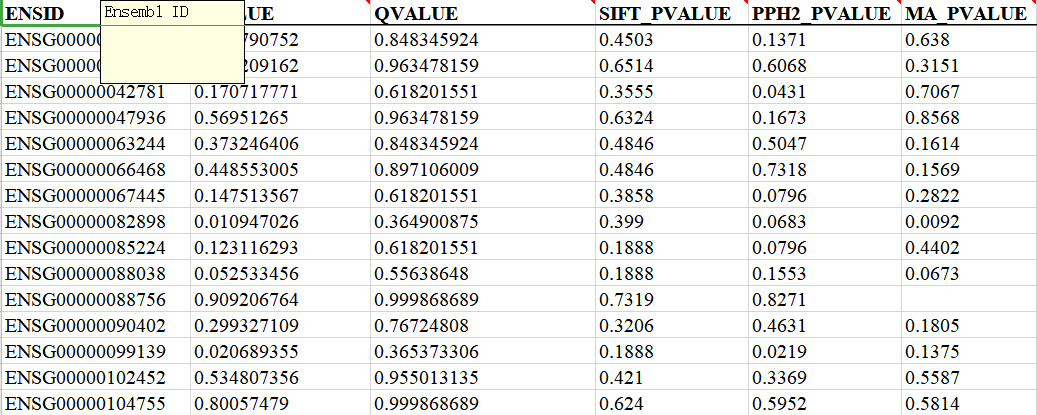 ENSID Ensembl ID UE QVALUE SIFT_PVALUE PPH2_PVALUE MA_PVALUE
ENSG00000 790752 0.848345924 0.4503 0.1371 0.638
ENSG00000 209162 0.963478159 0.6514 0.6068 0.3151
ENSG00000042781 0.170717771 0.618201551 0.3555 0.0431 0.7067
ENSG00000047936 0.56951265 0.963478159 0.6324 0.1673 0.8568
ENSG00000063244 0.373246406 0.848345924 0.4846 0.5047 0.1614
ENSG00000066468 0.448553005 0.897106009 0.4846 0.7318 0.1569
ENSG00000067445 0.147513567 0.618201551 0.3858 0.0796 0.2822
ENSG00000082898 0.010947026 0.364900875 0.399 0.0683 0.0092
ENSG00000085224 0.123116293 0.618201551 0.1888 0.0796 0.4402
ENSG00000088038 0.052533456 0.55638648 0.1888 0.1553 0.0673
ENSG00000088756 0.909206764 0.999868689 0.7319 0.8271
ENSG00000090402 0.299327109 0.76724808 0.3206 0.4631 0.1805
ENSG00000099139 0.020689355 0.365373306 0.1888 0.0219 0.1375
ENSG00000102452 0.534807356 0.955013135 0.421 0.3369 0.5587
ENSG00000104755 0.80057479 0.999868689 0.624 0.5952 0.5814